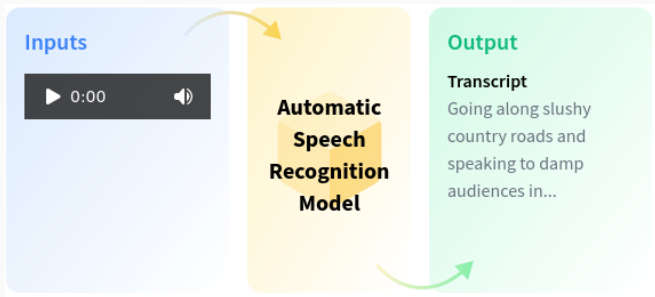 Inputs
0:00
Automatic
Speech
Recognition
Model
Output
Transcript
Going along slushy
country roads and
speaking to damp
audiences in...